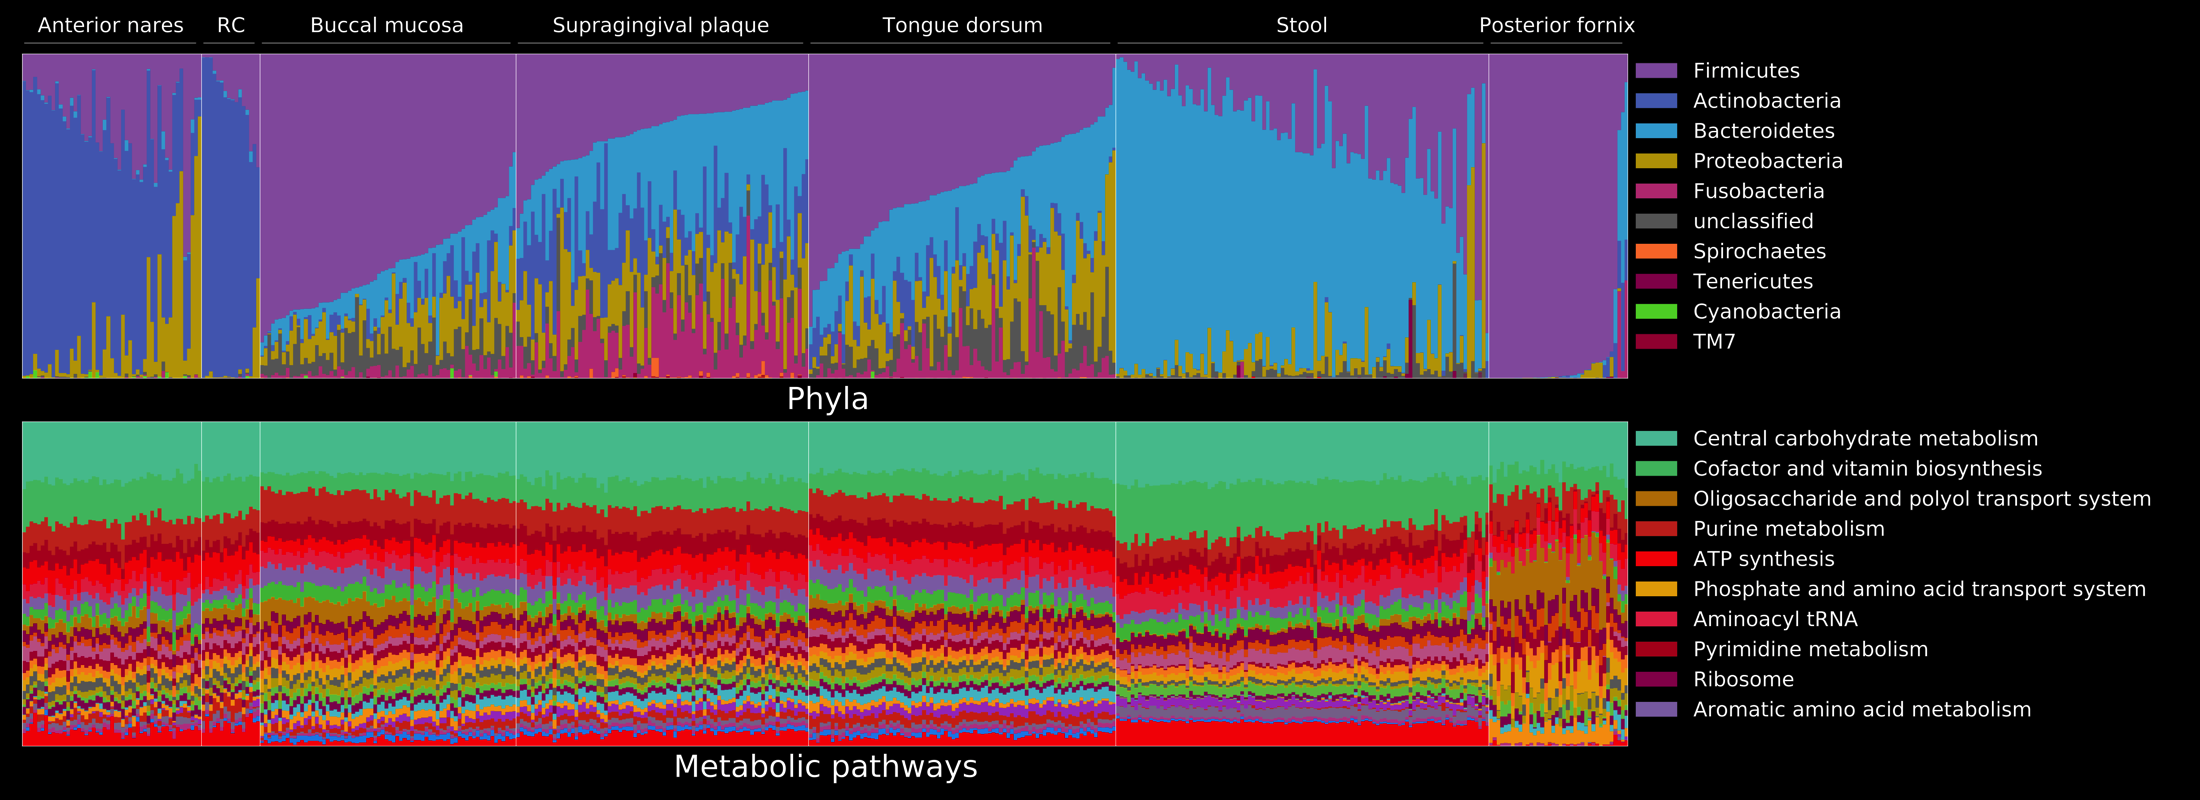 Anterior nares RC Buccal mucosa Supragingival plaque Tongue dorsum Stool Posterior fornix
Firmicutes
Actinobacteria
Bacteroidetes
Proteobacteria
Fusobacteria
unclassified
Spirochaetes
Tenericutes
Cyanobacteria
TM7
Phyla
Central carbohydrate metabolism
Cofactor and vitamin biosynthesis
Oligosaccharide and polyol transport system
Purine metabolism
ATP synthesis
Phosphate and amino acid transport system
Aminoacyl tRNA
Pyrimidine metabolism
Ribosome
Aromatic amino acid metabolism
Metabolic pathways